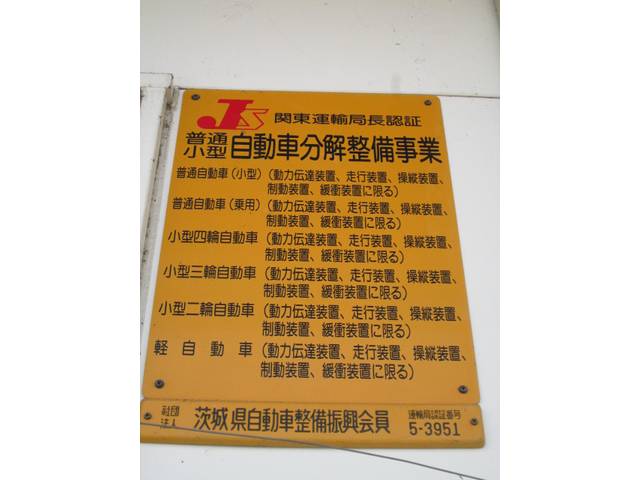 JS 関東運輸局長認証
普通
小型 自動車分解整備事業
普通自動車(小型)(動力伝達装置、走行装置、操縦装置、
制動装置、緩衝装置に限る)
普通自動車(乗用)(動力伝達装置、走行装置、操縦装置、
制動装置、緩衝装置に限る)
小型四輪自動車(動力伝達装置、走行装置、操縦装置、
制動装置、緩衝装置に限る)
小型三輪自動車(動力伝達装置、走行装置、操縦装置、
制動装置、緩衝装置に限る)
小型二輪自動車(動力伝達装置、走行装置、操縦装置、
制動装置、緩衝装置に限る)
軽自動車(動力伝達装置、走行装置、操縦装置、
制動装置、緩衝装置に限る)
社団
法人 茨城県自動車整備振興会員
運輸局認証番号
5-3951